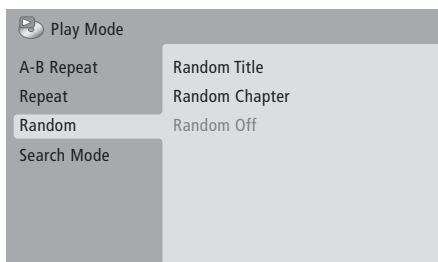 Play Mode
A-B Repeat
Repeat
Random
Search Mode
Random Title
Random Chapter
Random Off